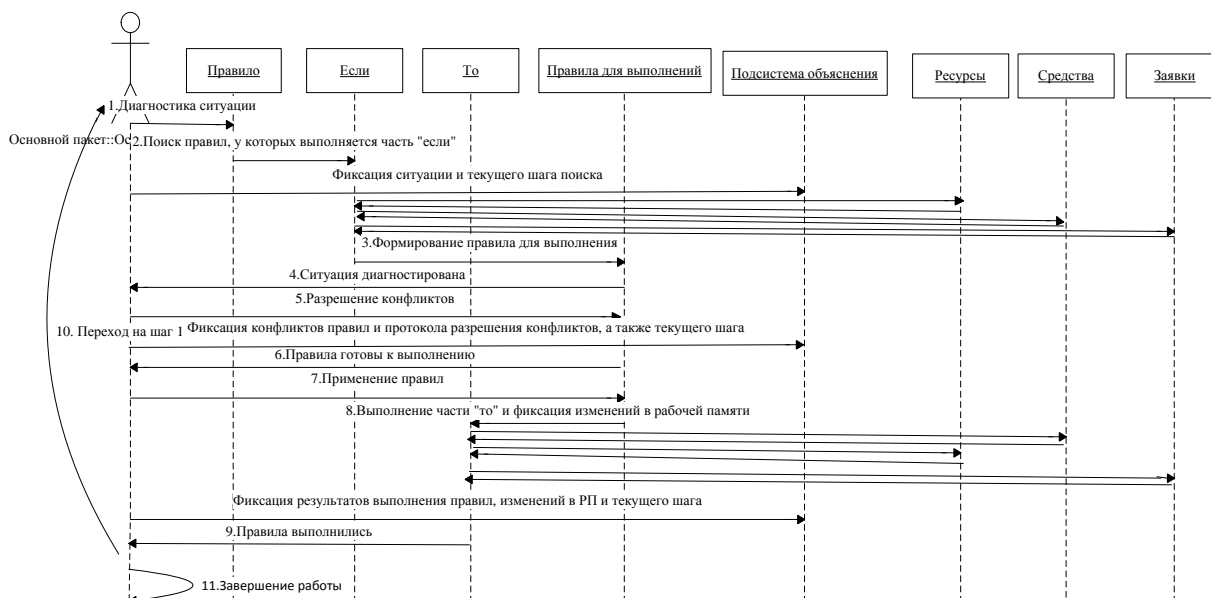 Правило
Если
То
Правила для выполнений
Подсистема объяснения
Ресурсы
Средства
Заявки
1.Диагностика ситуации
Основной пакет::Ос
2.Поиск правил, у которых выполняется часть "если"
Фиксация ситуации и текущего шага поиска
3.Формирование правила для выполнения
4.Ситуация диагностирована
5.Разрешение конфликтов
10. Переход на шаг 1
Фиксация конфликтов правил и протокола разрешения конфликтов, а также текущего шага
6.Правила готовы к выполнению
7.Применение правил
8.Выполнение части "то" и фиксация изменений в рабочей памяти
Фиксация результатов выполнения правил, изменений в РП и текущего шага
9.Правила выполнились
11.Завершение работы